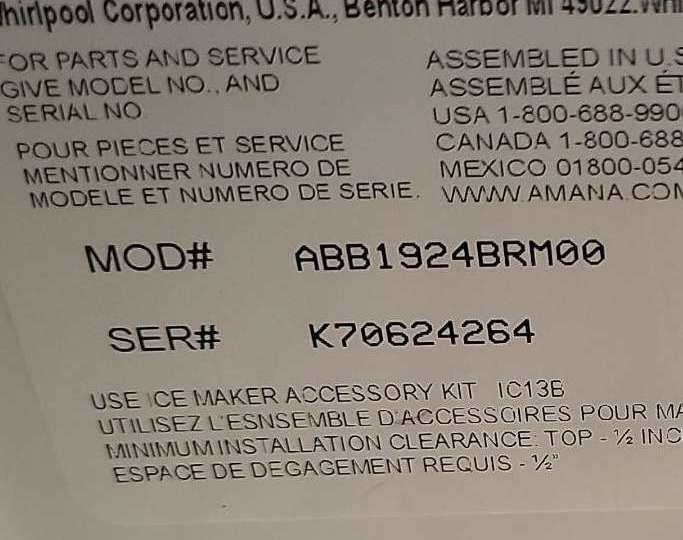 Whirlpool Corporation, U.S.A., Benton Harbor MI 49022.
FOR PARTS AND SERVICE
GIVE MODEL NO., AND
SERIAL NO
POUR PIECES ET SERVICE
MENTIONNER NUMERO DE
MODELE ET NUMERO DE SERIE.
ASSEMBLED IN U.S
ASSEMBLÉ AUX ÉT
USA 1-800-688-990
CANADA 1-800-688
MEXICO 01800-054
WWW.AMANA.COM
MOD# ABB1924BRM00
SER# K70624264
USE ICE MAKER ACCESSORY KIT IC13B
UTILISEZ L'ESNSEMBLE D'ACCESSOIRES POUR MA
MINIMUM INSTALLATION CLEARANCE: TOP - ½ INC
ESPACE DE DEGAGEMENT REQUIS - ½"